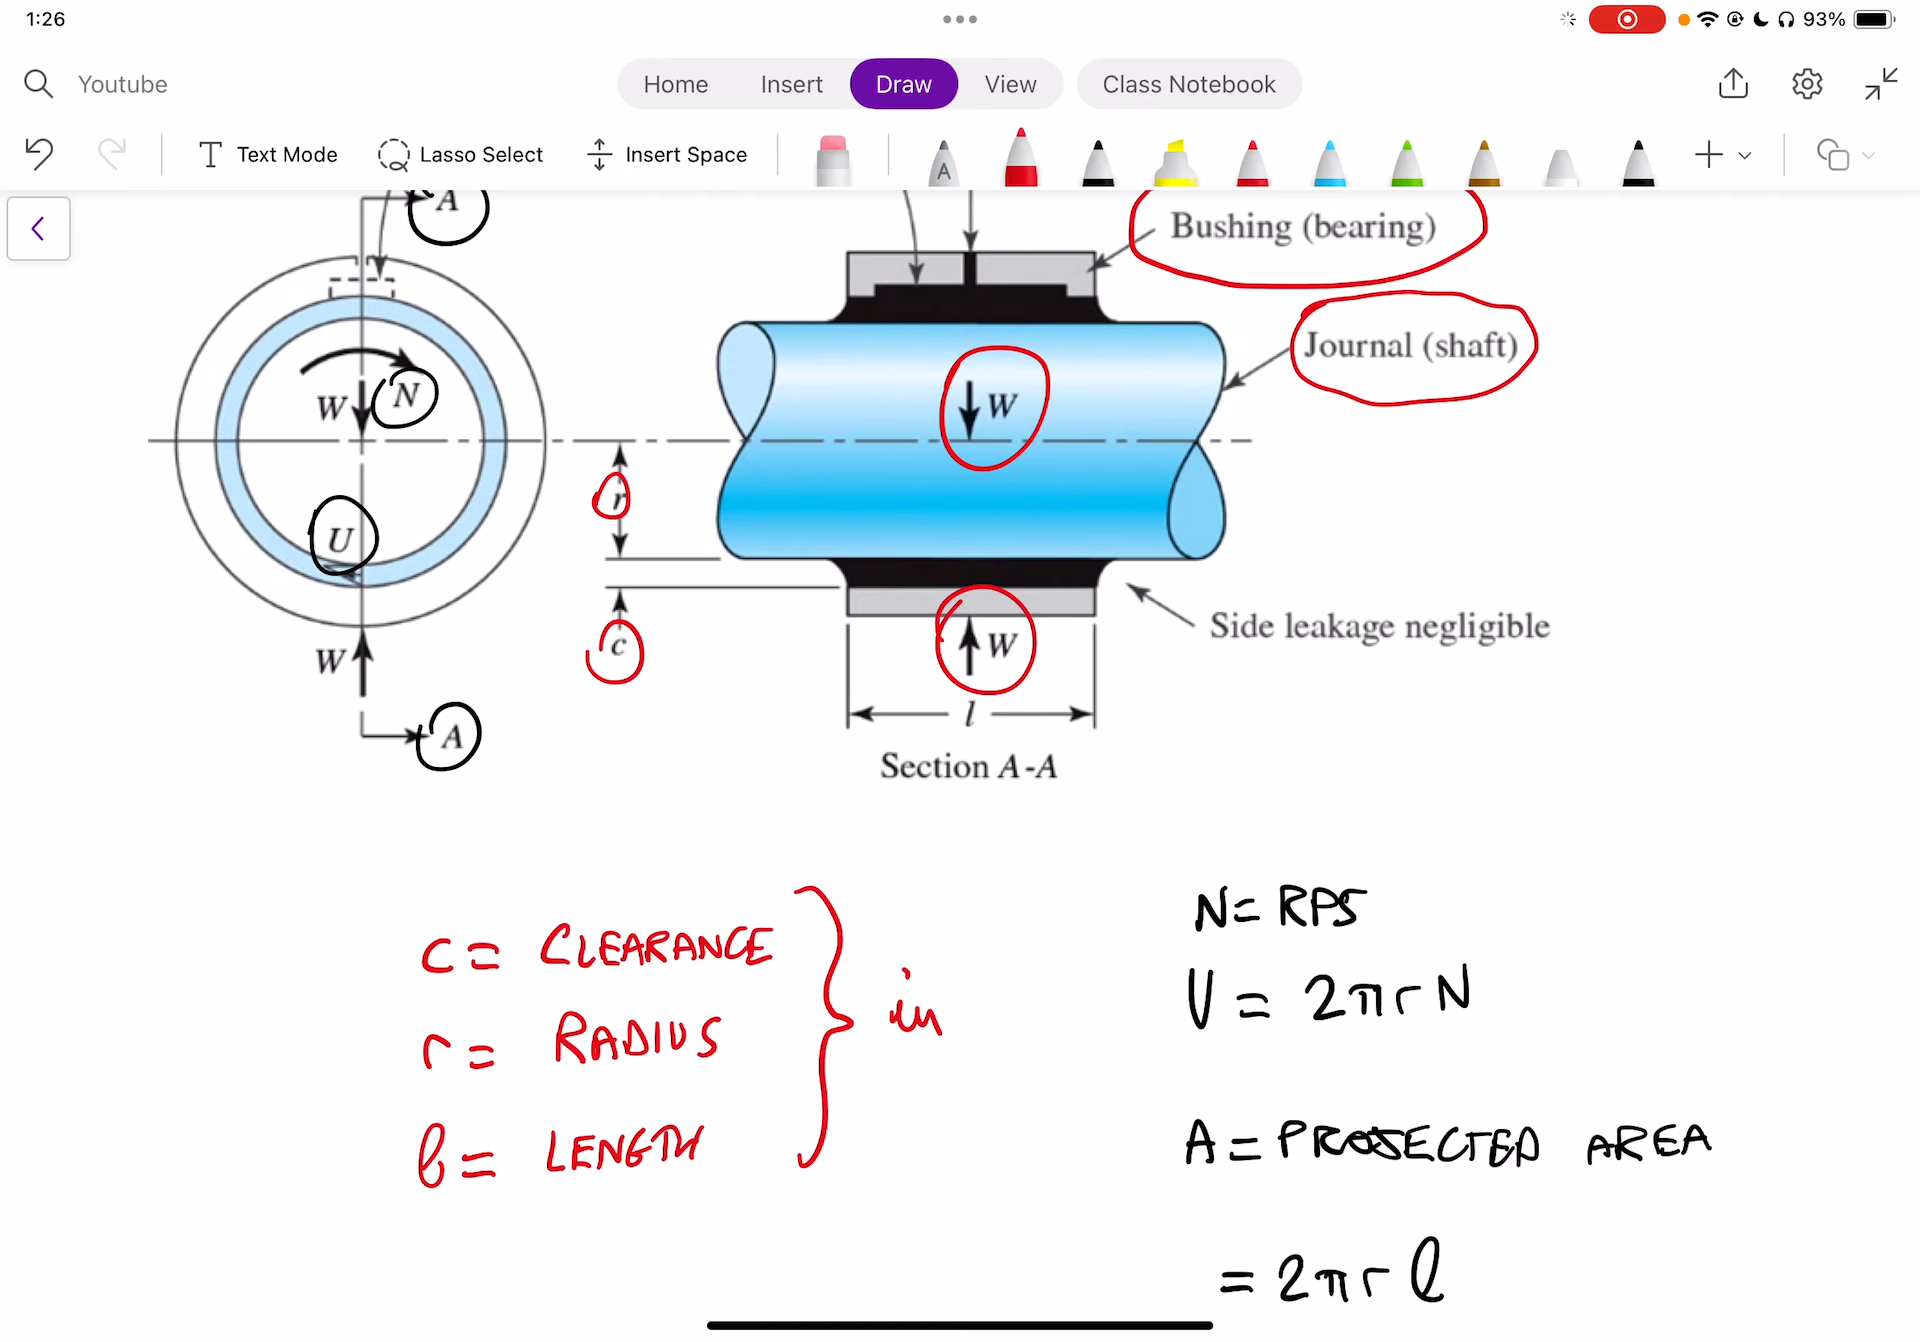 1:26
93%
Youtube
Home Insert Draw View Class Notebook
Text Mode Lasso Select Insert Space
A
A
Bushing (bearing)
Journal (shaft)
W N
W
r
U
c
W
W
Side leakage negligible
l
A
Section A-A
c = CLEARANCE
r = RADIUS
l = LENGTH
in
N = RPS
U = 2πrN
A = PROJECTED AREA
= 2πrl